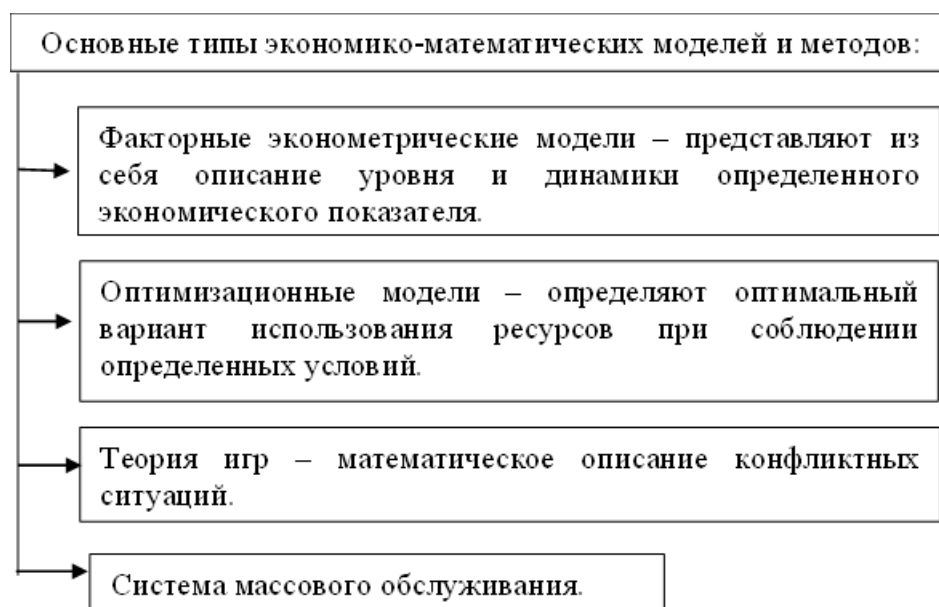 Основные типы экономико-математических моделей и методов:
Факторные эконометрические модели – представляют из
себя описание уровня и динамики определенного
экономического показателя.
Оптимизационные модели – определяют оптимальный
вариант использования ресурсов при соблюдении
определенных условий.
Теория игр – математическое описание конфликтных
ситуаций.
Система массового обслуживания.